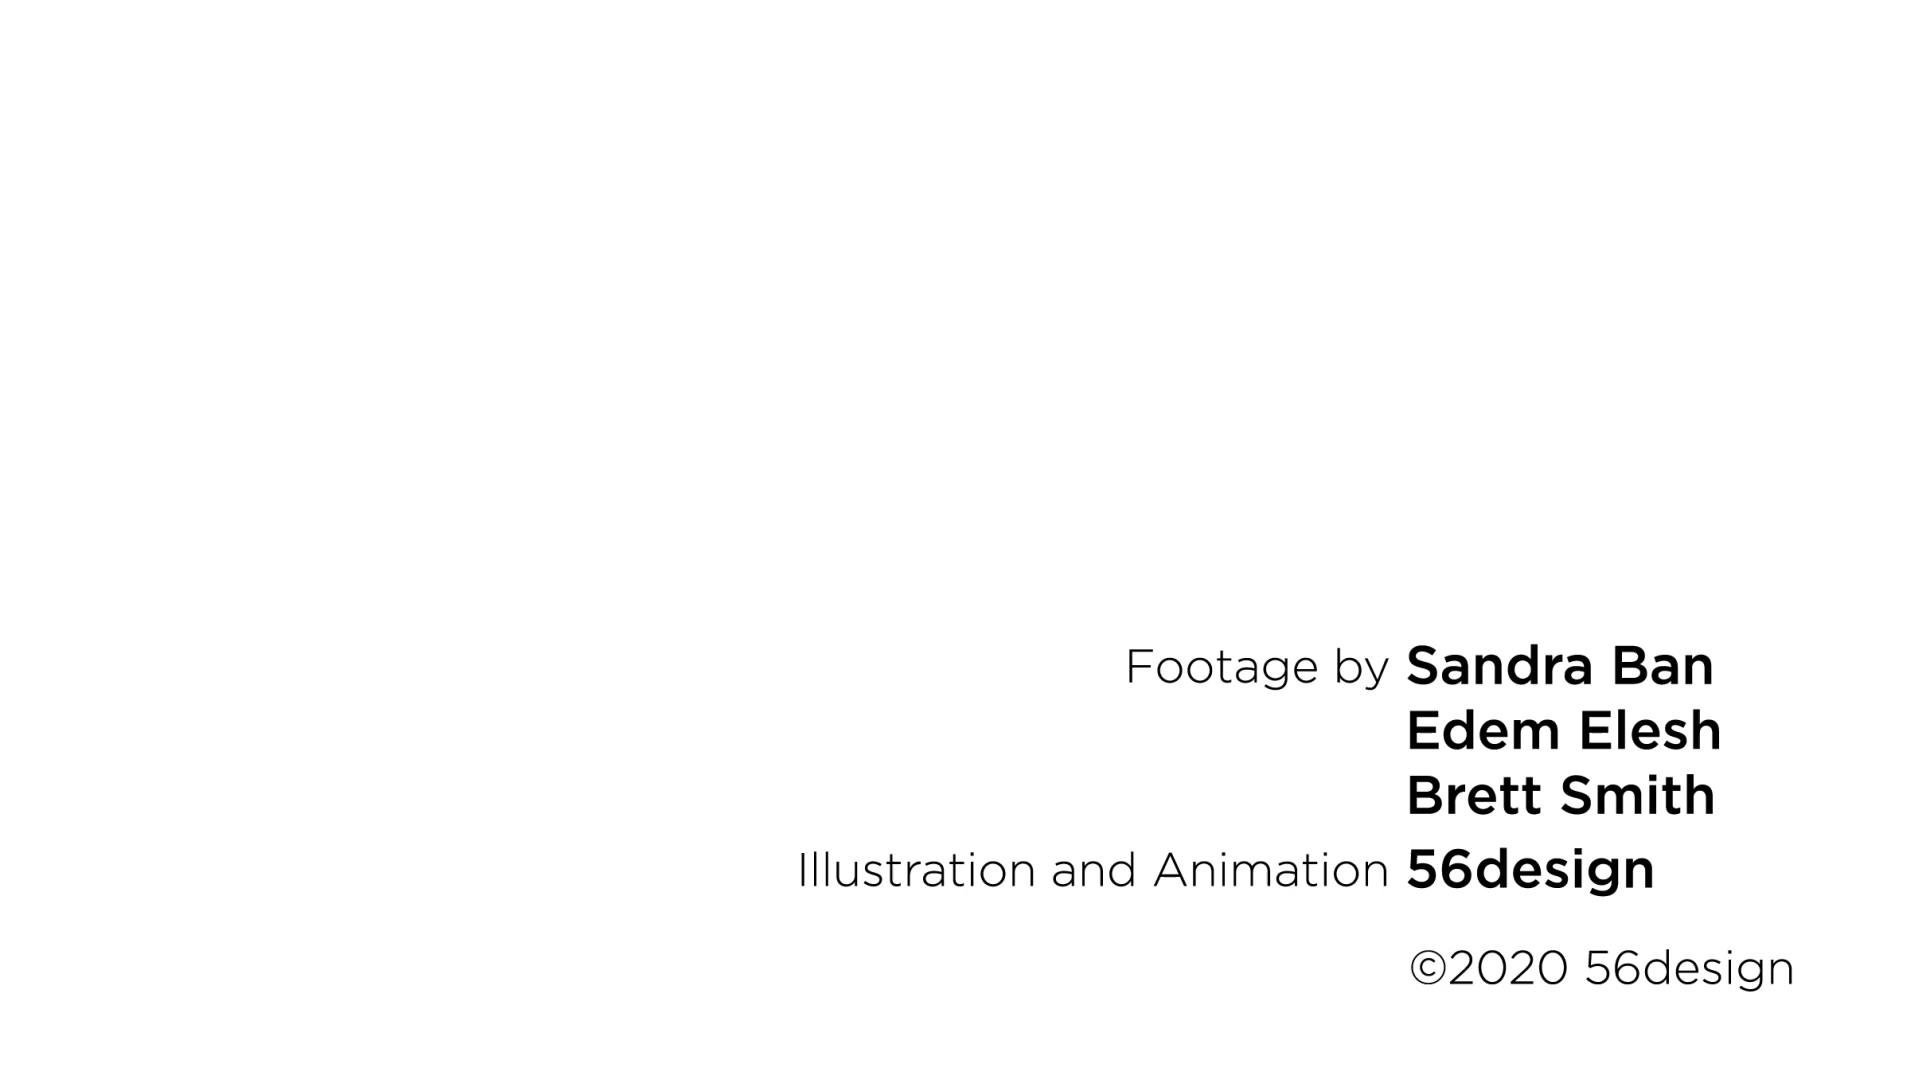 Footage by Sandra Ban
Edem Elesh
Brett Smith
Illustration and Animation 56design
©2020 56design